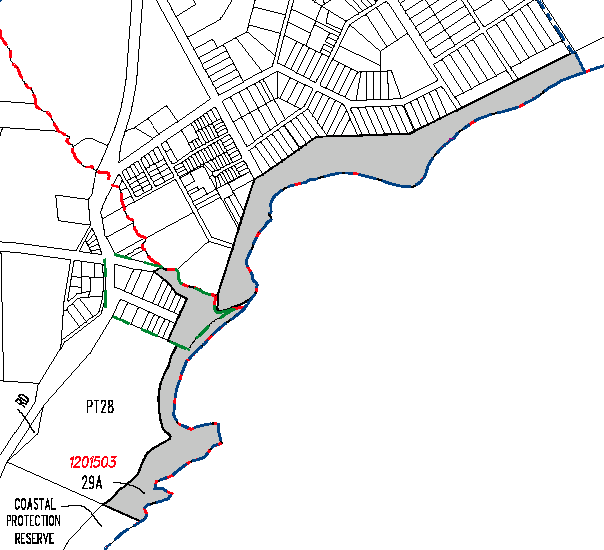 RD
PT28
1201503
29A
COASTAL
PROTECTION
RESERVE